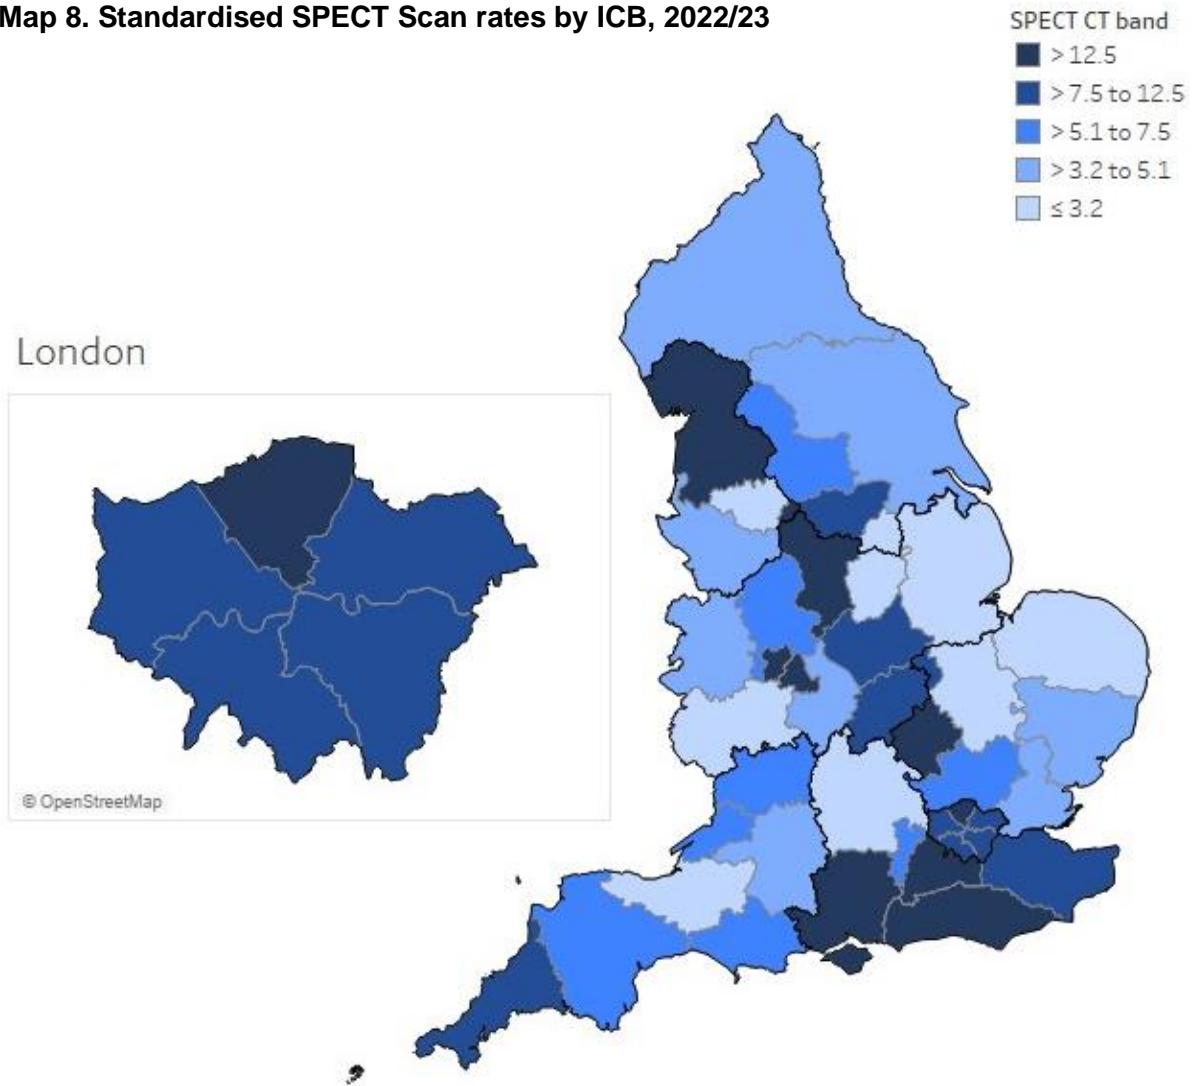 Map 8. Standardised SPECT Scan rates by ICB, 2022/23
SPECT CT band
> 12.5
> 7.5 to 12.5
> 5.1 to 7.5
> 3.2 to 5.1
≤ 3.2
London
© OpenStreetMap